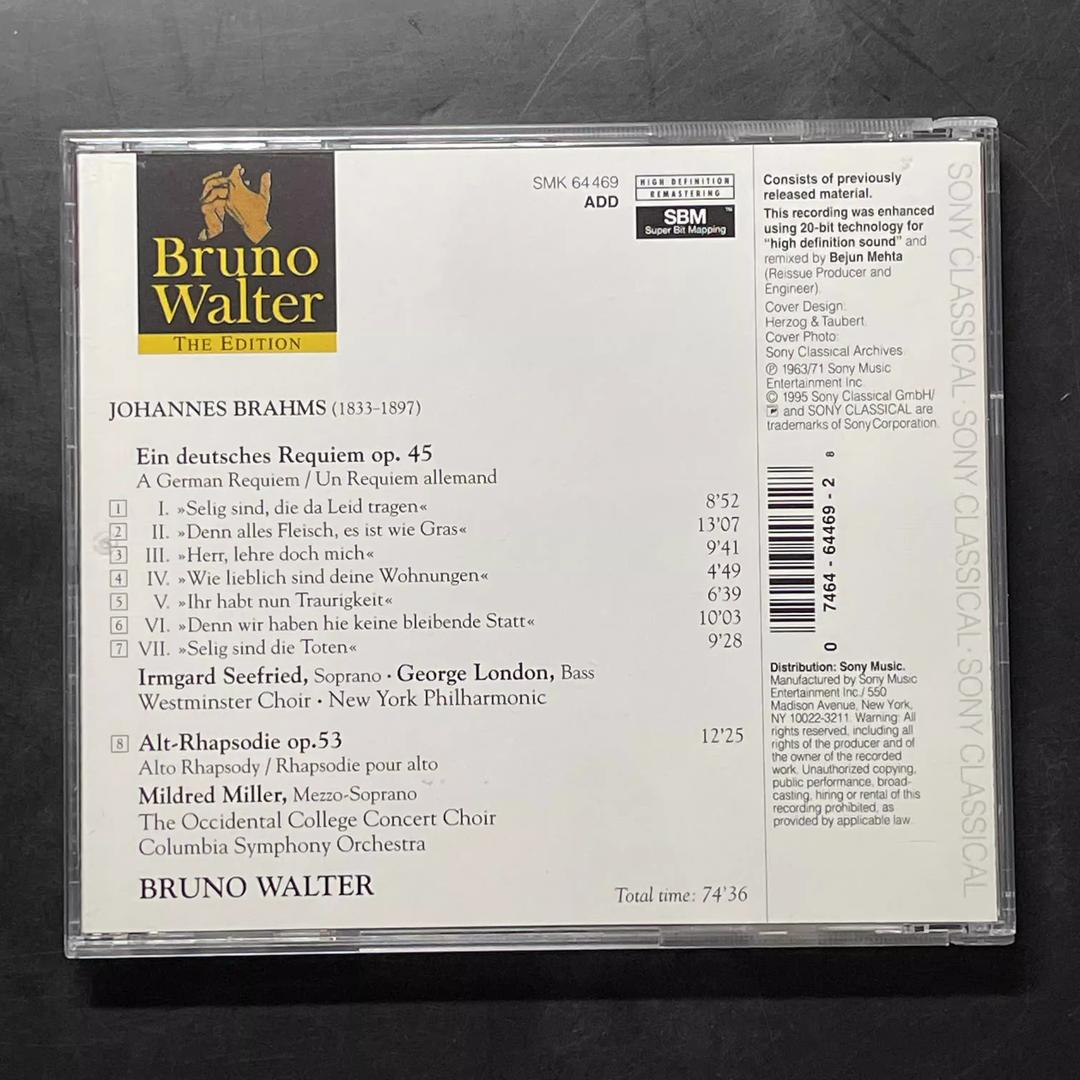 Bruno
Walter
THE EDITION
SMK 64469
ADD
HIGH DEFINITION
REMASTERING
SBM™
Super Bit Mapping
JOHANNES BRAHMS (1833–1897)
Ein deutsches Requiem op. 45
A German Requiem / Un Requiem allemand
1 I. »Selig sind, die da Leid tragen« 8’52
2 II. »Denn alles Fleisch, es ist wie Gras« 13’07
3 III. »Herr, lehre doch mich« 9’41
4 IV. »Wie lieblich sind deine Wohnungen« 4’49
5 V. »Ihr habt nun Traurigkeit« 6’39
6 VI. »Denn wir haben hie keine bleibende Statt« 10’03
7 VII. »Selig sind die Toten« 9’28
Irmgard Seefried, Soprano · George London, Bass
Westminster Choir · New York Philharmonic
8 Alt-Rhapsodie op.53 12’25
Alto Rhapsody / Rhapsodie pour alto
Mildred Miller, Mezzo-Soprano
The Occidental College Concert Choir
Columbia Symphony Orchestra
BRUNO WALTER
Total time: 74’36
Consists of previously
released material.
This recording was enhanced
using 20-bit technology for
“high definition sound” and
remixed by Bejun Mehta
(Reissue Producer and
Engineer).
Cover Design:
Herzog & Taubert
Cover Photo:
Sony Classical Archives
℗ 1963/71 Sony Music
Entertainment Inc.
© 1995 Sony Classical GmbH/
and SONY CLASSICAL are
trademarks of Sony Corporation.
0 7464-64469-2 8
Distribution: Sony Music.
Manufactured by Sony Music
Entertainment Inc./ 550
Madison Avenue, New York,
NY 10022-3211. Warning: All
rights reserved, including all
rights of the producer and of
the owner of the recorded
work. Unauthorized copying,
public performance, broad-
casting, hiring or rental of this
recording prohibited, as
provided by applicable law.
SONY CLASSICAL · SONY CLASSICAL · SONY CLASSICAL